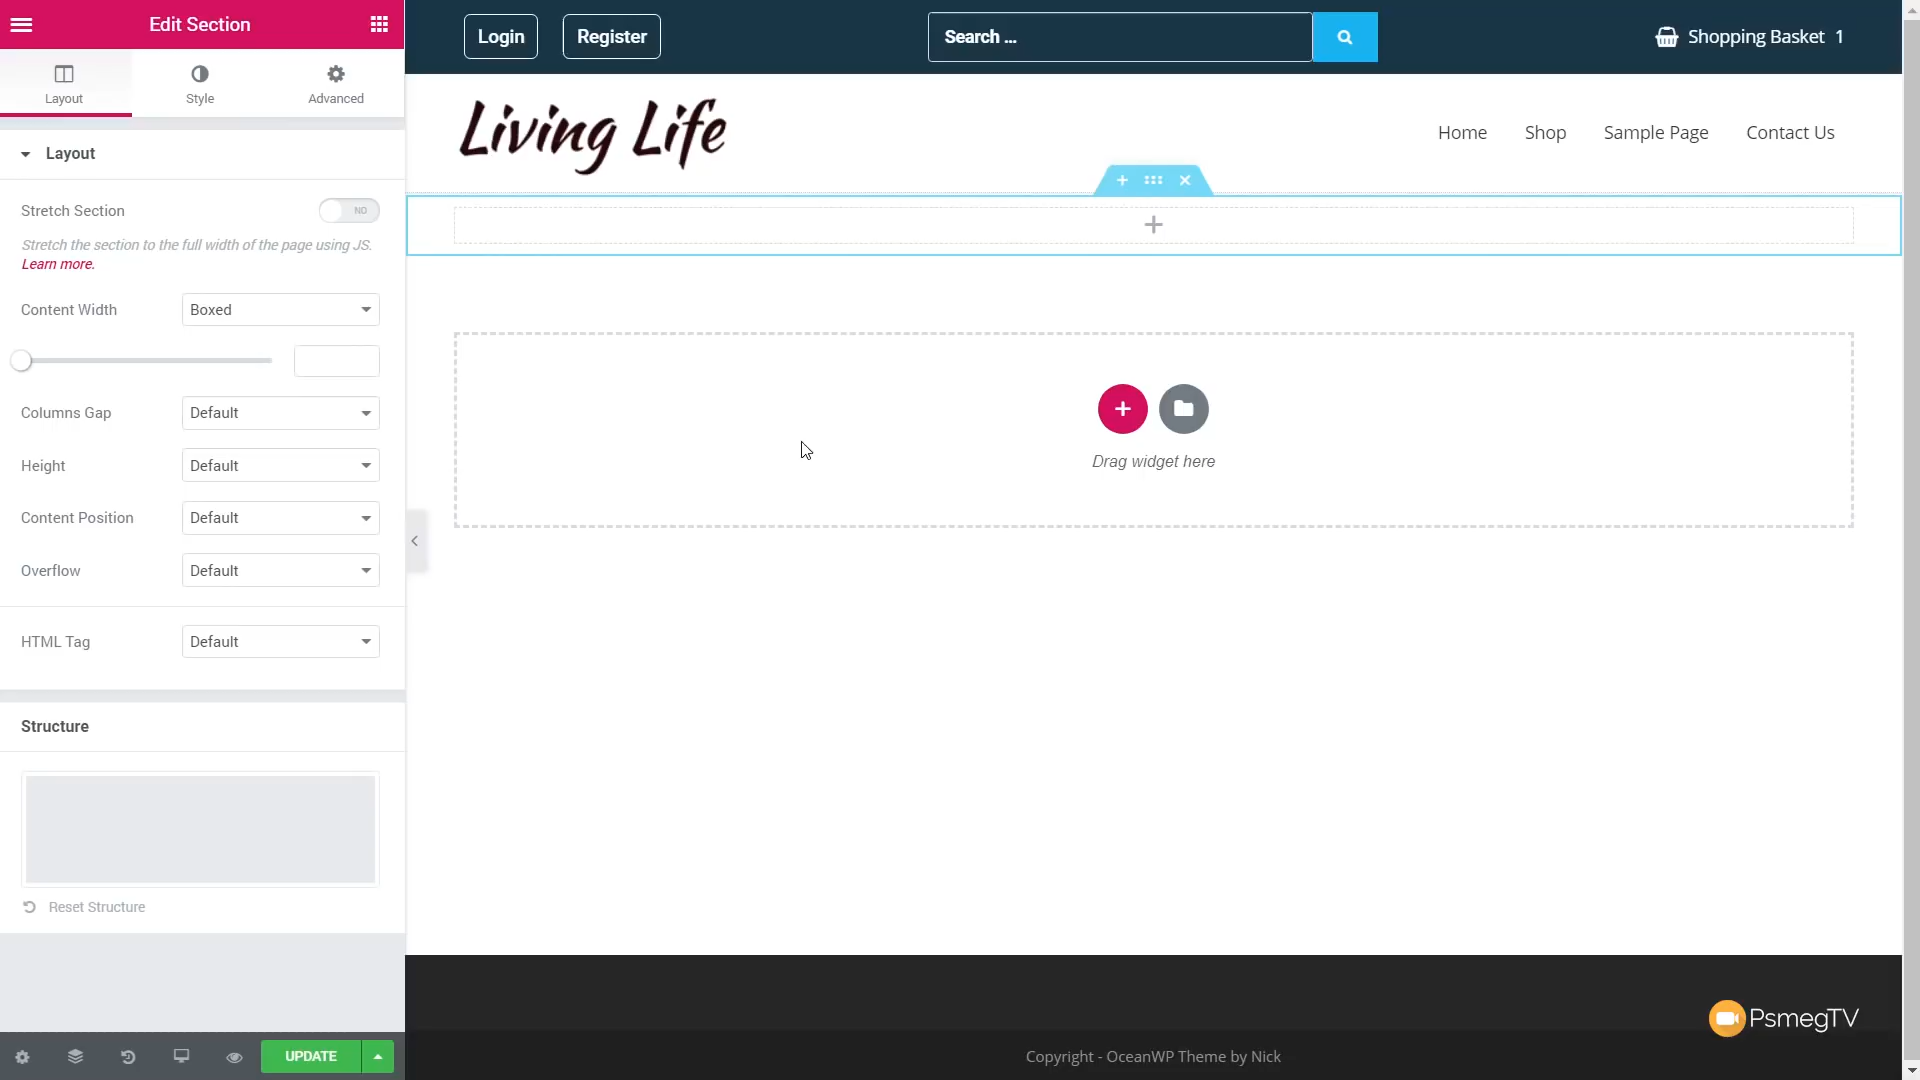 Edit Section
Layout
Style
Advanced
Layout
Stretch Section
NO
Stretch the section to the full width of the page using JS.
Learn more.
Content Width
Boxed
Columns Gap
Default
Height
Default
Content Position
Default
Overflow
Default
HTML Tag
Default
Structure
Reset Structure
UPDATE
Login
Register
Search ...
Shopping Basket 1
Living Life
Home
Shop
Sample Page
Contact Us
Drag widget here
PsmegTV
Copyright - OceanWP Theme by Nick